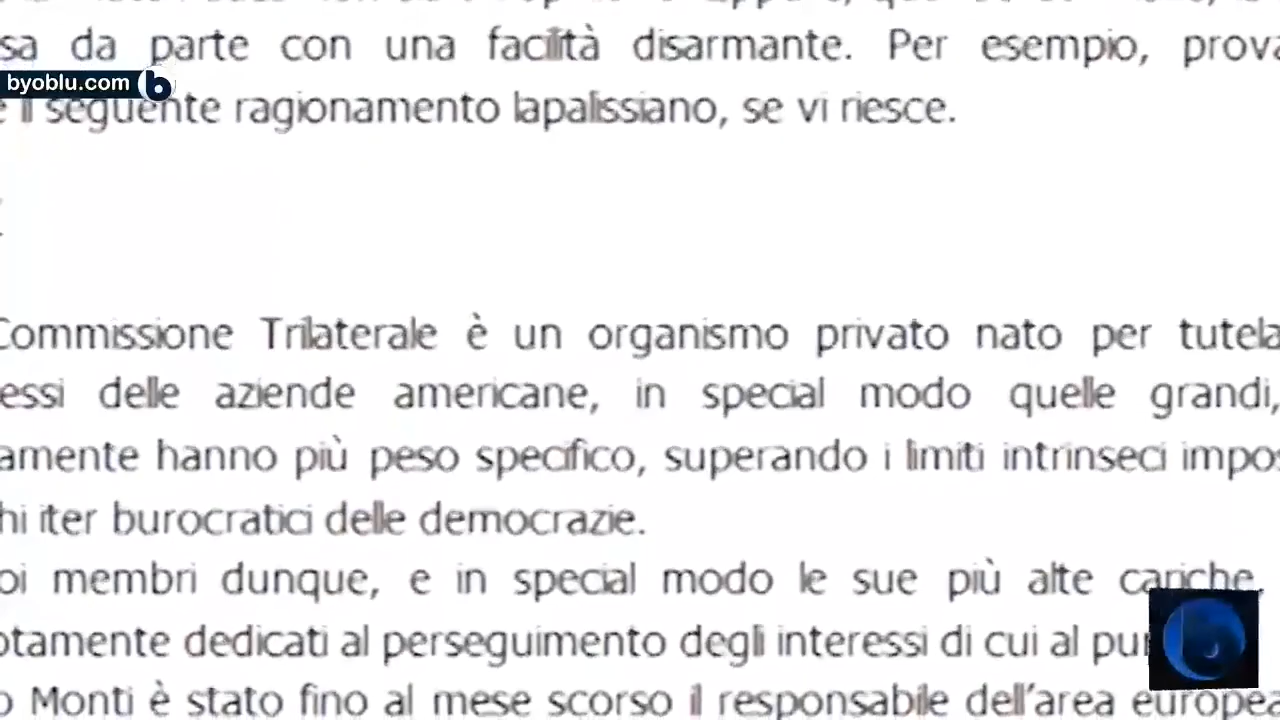 sa da parte con una facilità disarmante. Per esempio, prova
byoblu.com b
e il seguente ragionamento lapalissiano, se vi riesce.
Commissione Trilaterale è un organismo privato nato per tutela
essi delle aziende americane, in special modo quelle grandi,
amente hanno più peso specifico, superando i limiti intrinseci impos
hi iter burocratici delle democrazie.
oi membri dunque, e in special modo le sue più alte cariche,
otamente dedicati al perseguimento degli interessi di cui al pun
o Monti è stato fino al mese scorso il responsabile dell'area europea